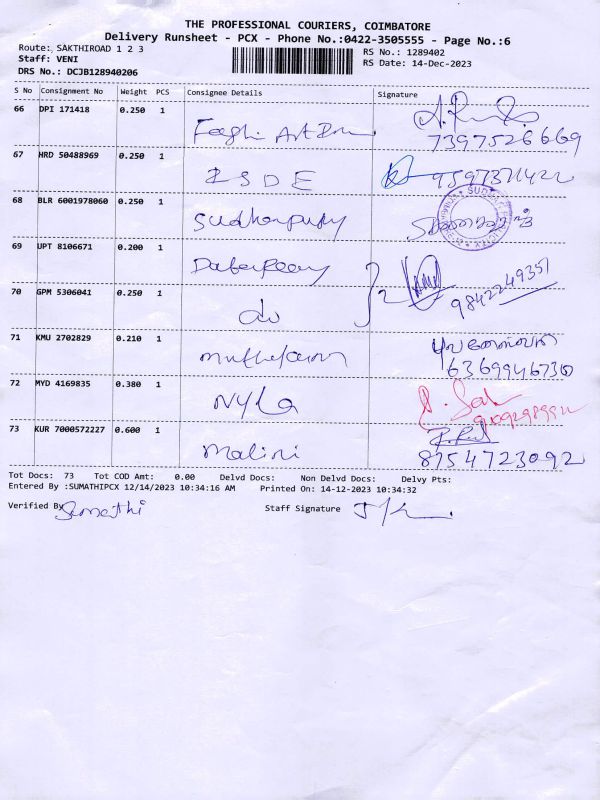 THE PROFESSIONAL COURIERS, COIMBATORE
Delivery Runsheet - PCX - Phone No.:0422-3505555 - Page No.:6
Route: SAKTHIROAD 1 2 3
RS No.: 1289402
Staff: VENI
RS Date: 14-Dec-2023
DRS No.: DCJB128940206
S No Consignment No Weight PCS Consignee Details Signature
66 DPI 171418 0.250 1
7397526669
67 HRD 50488969 0.250 1 ZSDE 9597371422
68 BLR 6001978060 0.250 1
69 UPT 8106671 0.200 1
9842249351
70 GPM 5306041 0.250 1 do
71 KMU 2702829 0.210 1
6369946730
72 MYD 4169835 0.380 1 Nyla
73 KUR 7000572227 0.600 1 Malini 8754723092
Tot Docs: 73 Tot COD Amt: 0.00 Delvd Docs: Non Delvd Docs: Delvy Pts:
Entered By :SUMATHIPCX 12/14/2023 10:34:16 AM Printed On: 14-12-2023 10:34:32
Verified By Sumathi Staff Signature